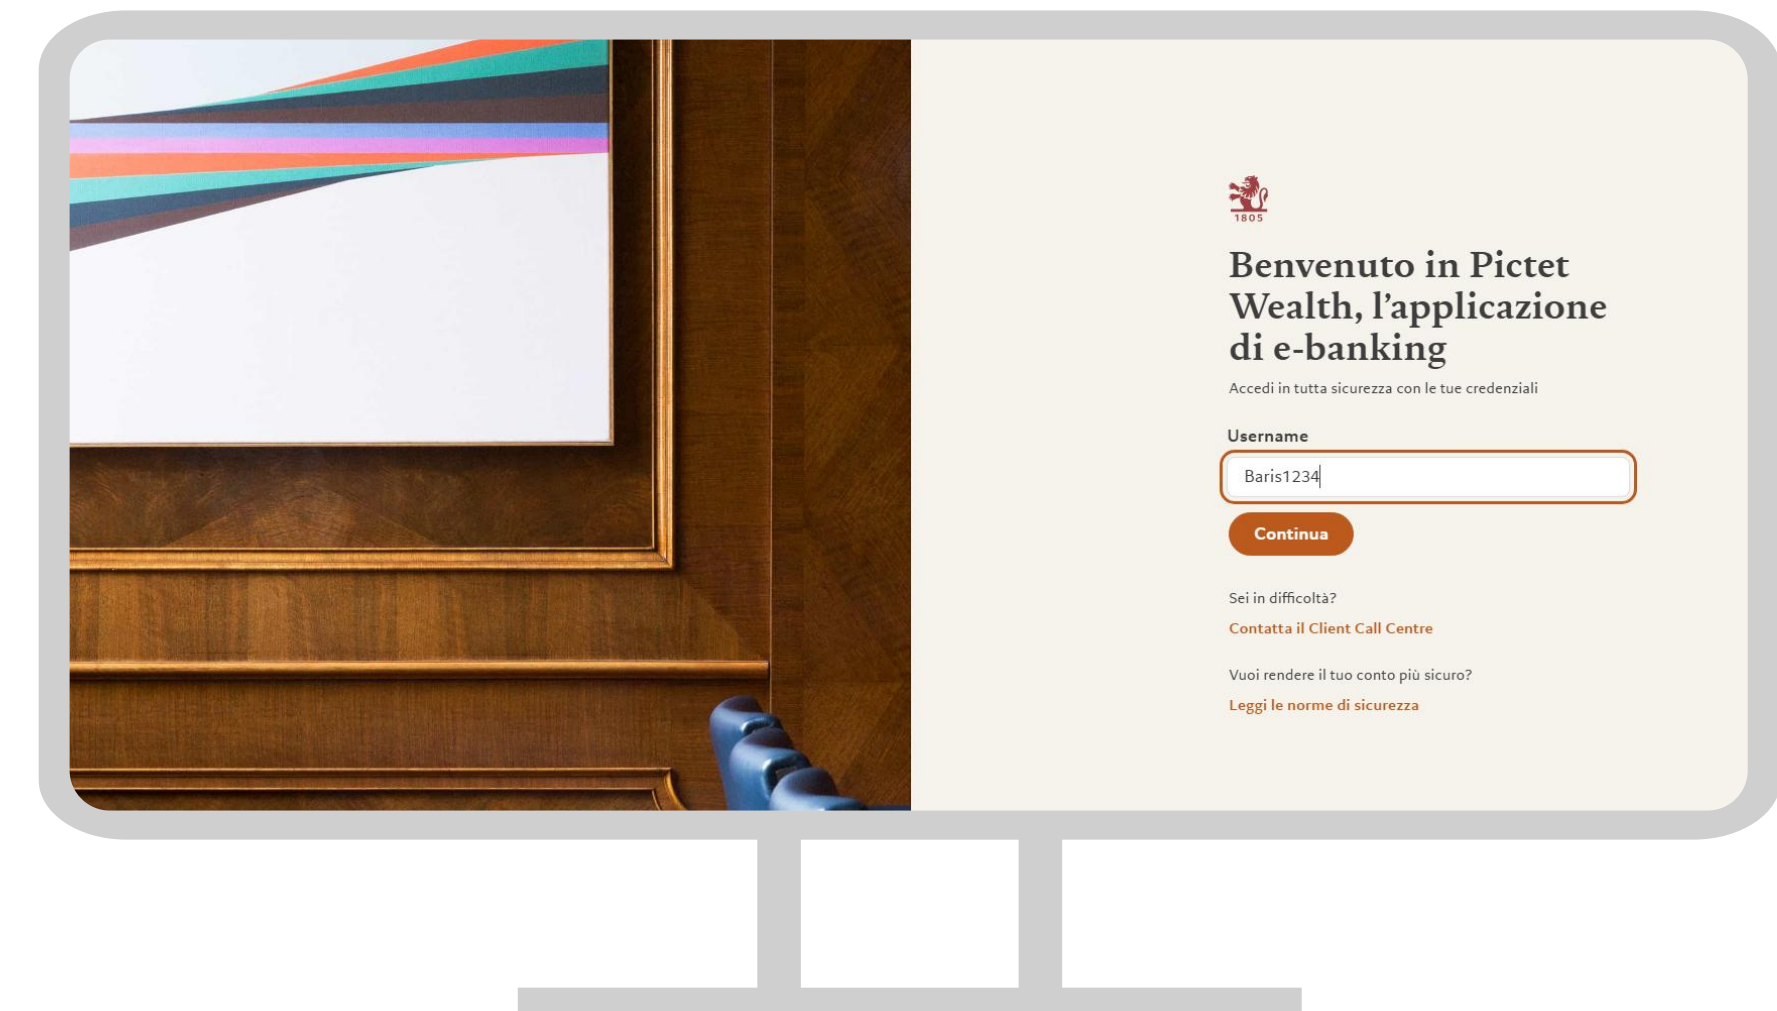 1805
Benvenuto in Pictet
Wealth, l’applicazione
di e-banking
Accedi in tutta sicurezza con le tue credenziali
Username
Baris1234
Continua
Sei in difficoltà?
Contatta il Client Call Centre
Vuoi rendere il tuo conto più sicuro?
Leggi le norme di sicurezza